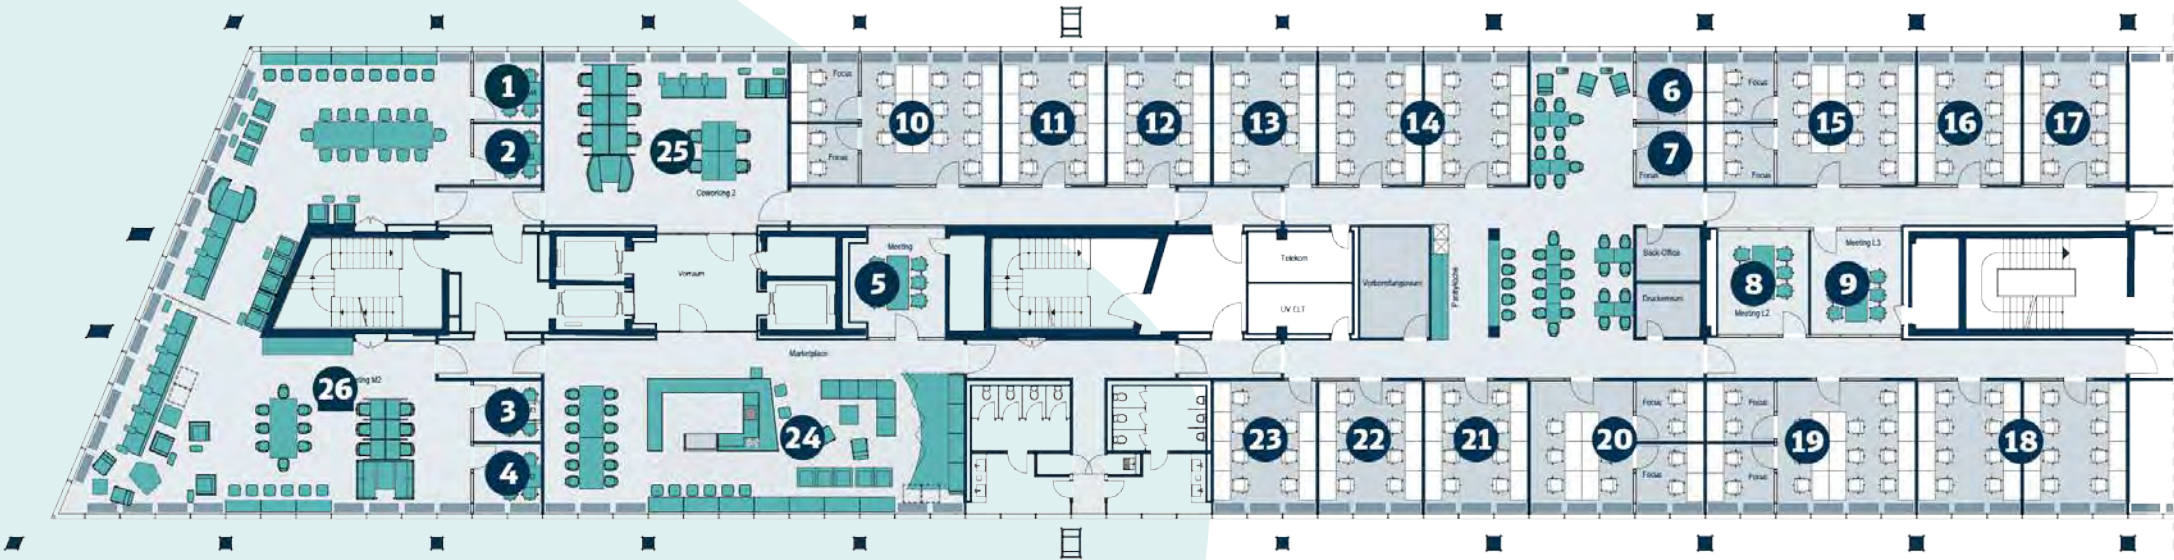 1
2
25
Coworking 2
Focus
Focus
10
11
12
13
14
6
7
Focus
Focus
Focus
15
16
17
Vorraum
Meeting
5
Telekom
UV ELT
Vorbereitungsraum
Pantryküche
Back-Office
Druckerraum
8
Meeting L2
Meeting L3
9
26
ting M2
3
4
Marketplace
24
23
22
21
20
Focus
Focus
Focus
Focus
19
18